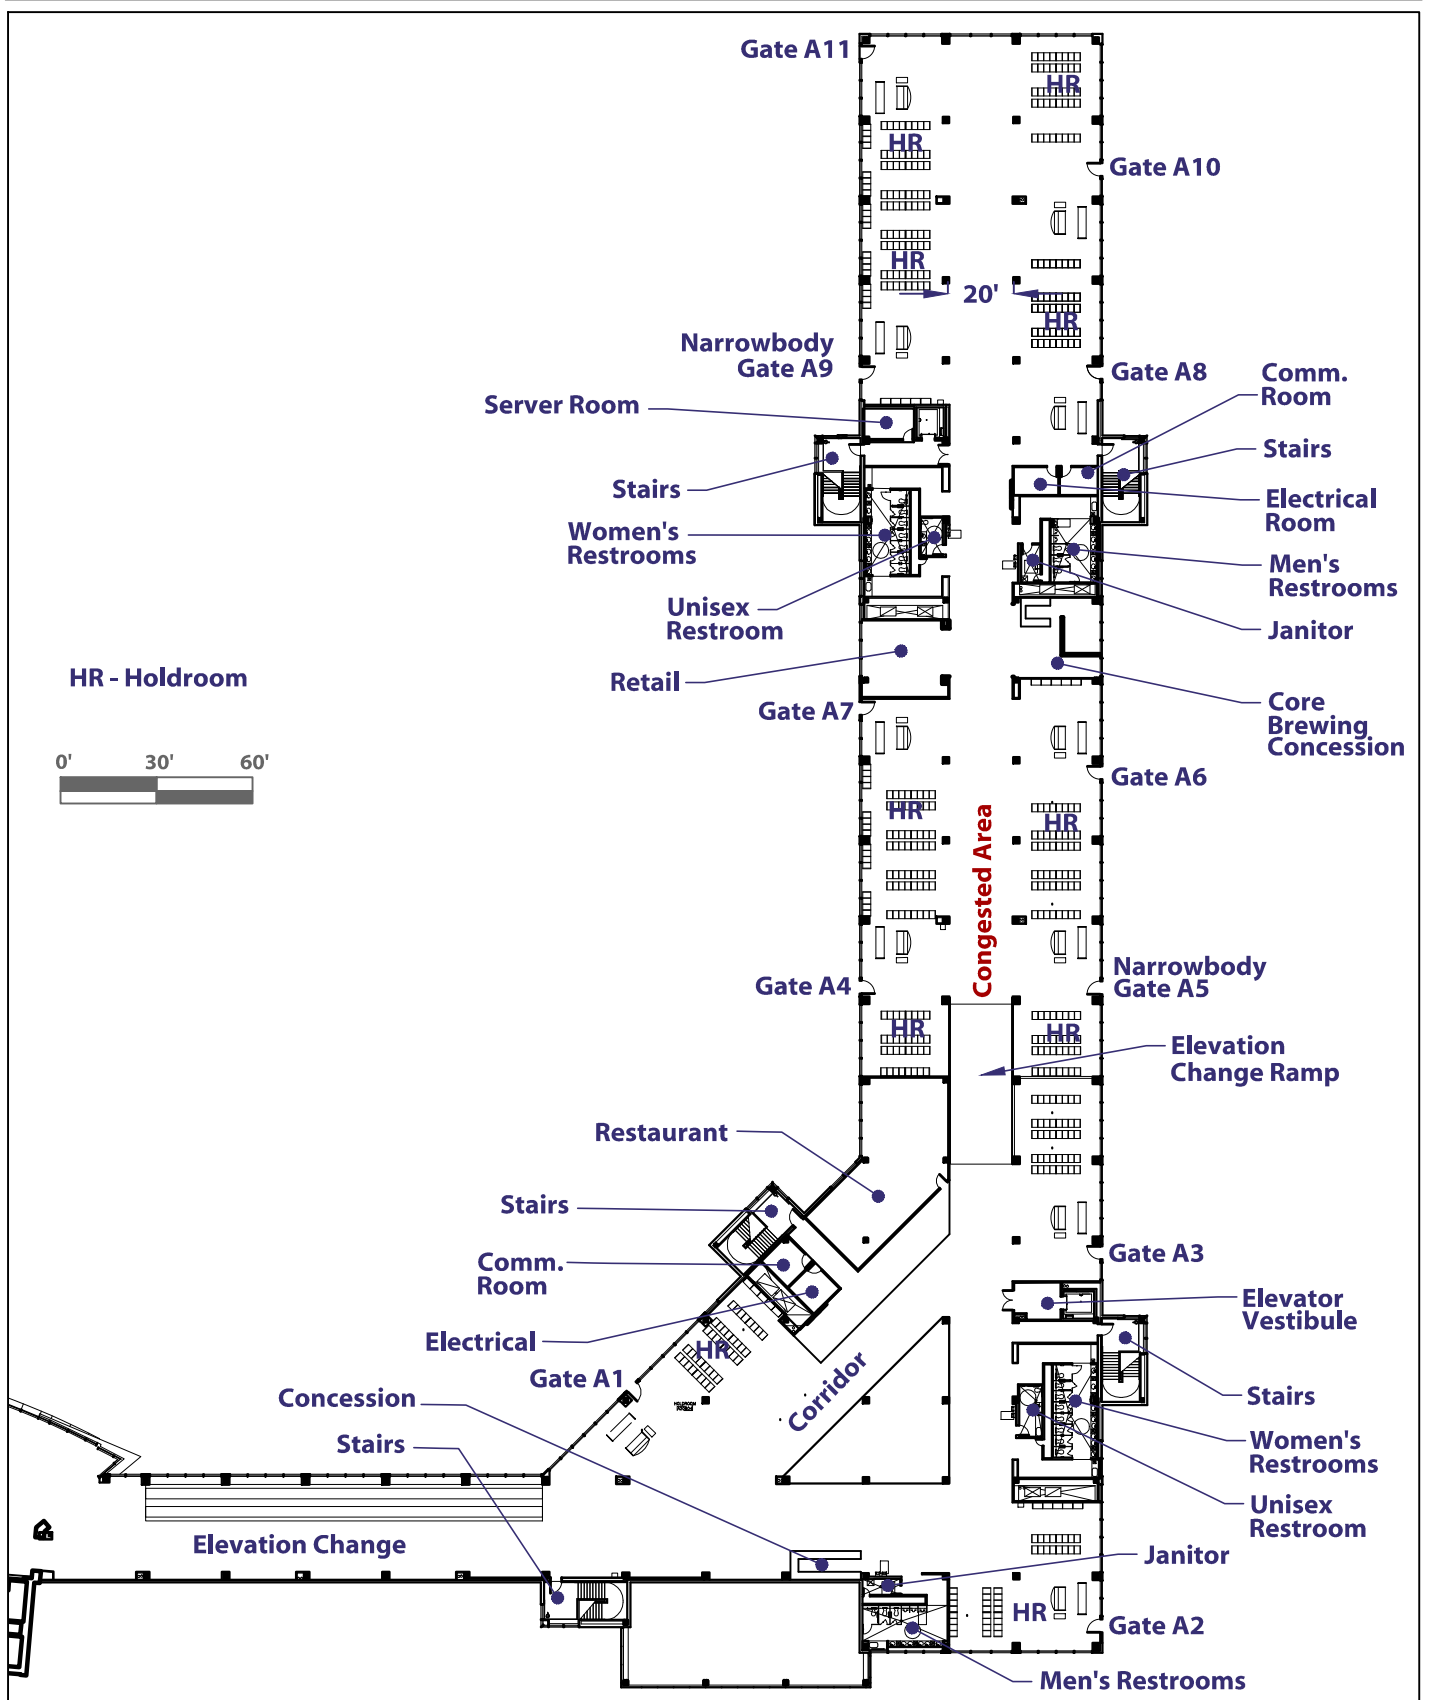 Gate A11
HR
HR
Gate A10
HR
20'
HR
Narrowbody
Gate A9
Gate A8
Comm.
Room
Server Room
Stairs
Stairs
Electrical
Room
Women's
Restrooms
Men's
Restrooms
Unisex
Restroom
Janitor
HR - Holdroom
Retail
Core
Brewing
Concession
Gate A7
0' 30' 60'
Gate A6
HR
HR
Congested Area
Gate A4
Narrowbody
Gate A5
HR
HR
Elevation
Change Ramp
Restaurant
Stairs
Comm.
Room
Gate A3
Elevator
Vestibule
Electrical
HR
Gate A1
Corridor
Concession
Stairs
Stairs
Women's
Restrooms
Unisex
Restroom
Elevation Change
Janitor
HR
Gate A2
Men's Restrooms